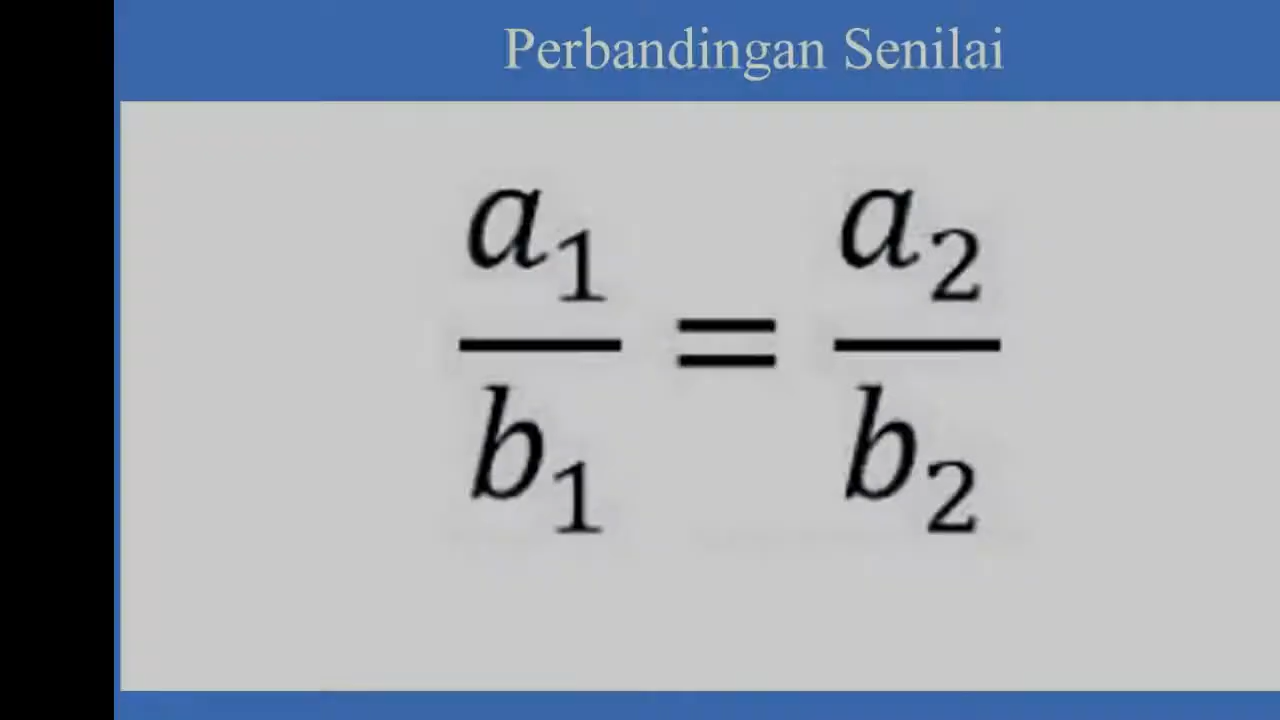 Perbandingan Senilai
a₁/b₁ = a₂/b₂